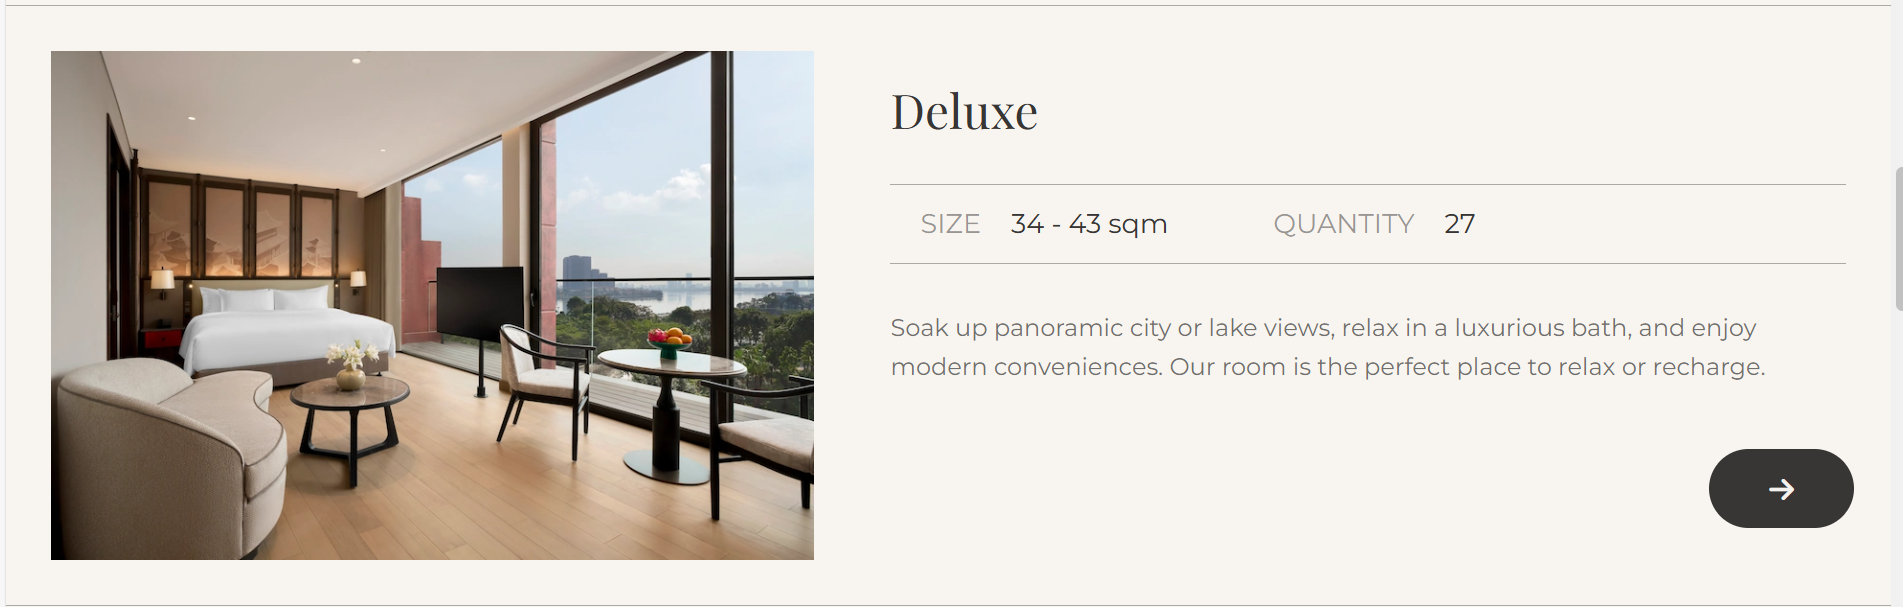 Deluxe
SIZE 34 - 43 sqm QUANTITY 27
Soak up panoramic city or lake views, relax in a luxurious bath, and enjoy
modern conveniences. Our room is the perfect place to relax or recharge.